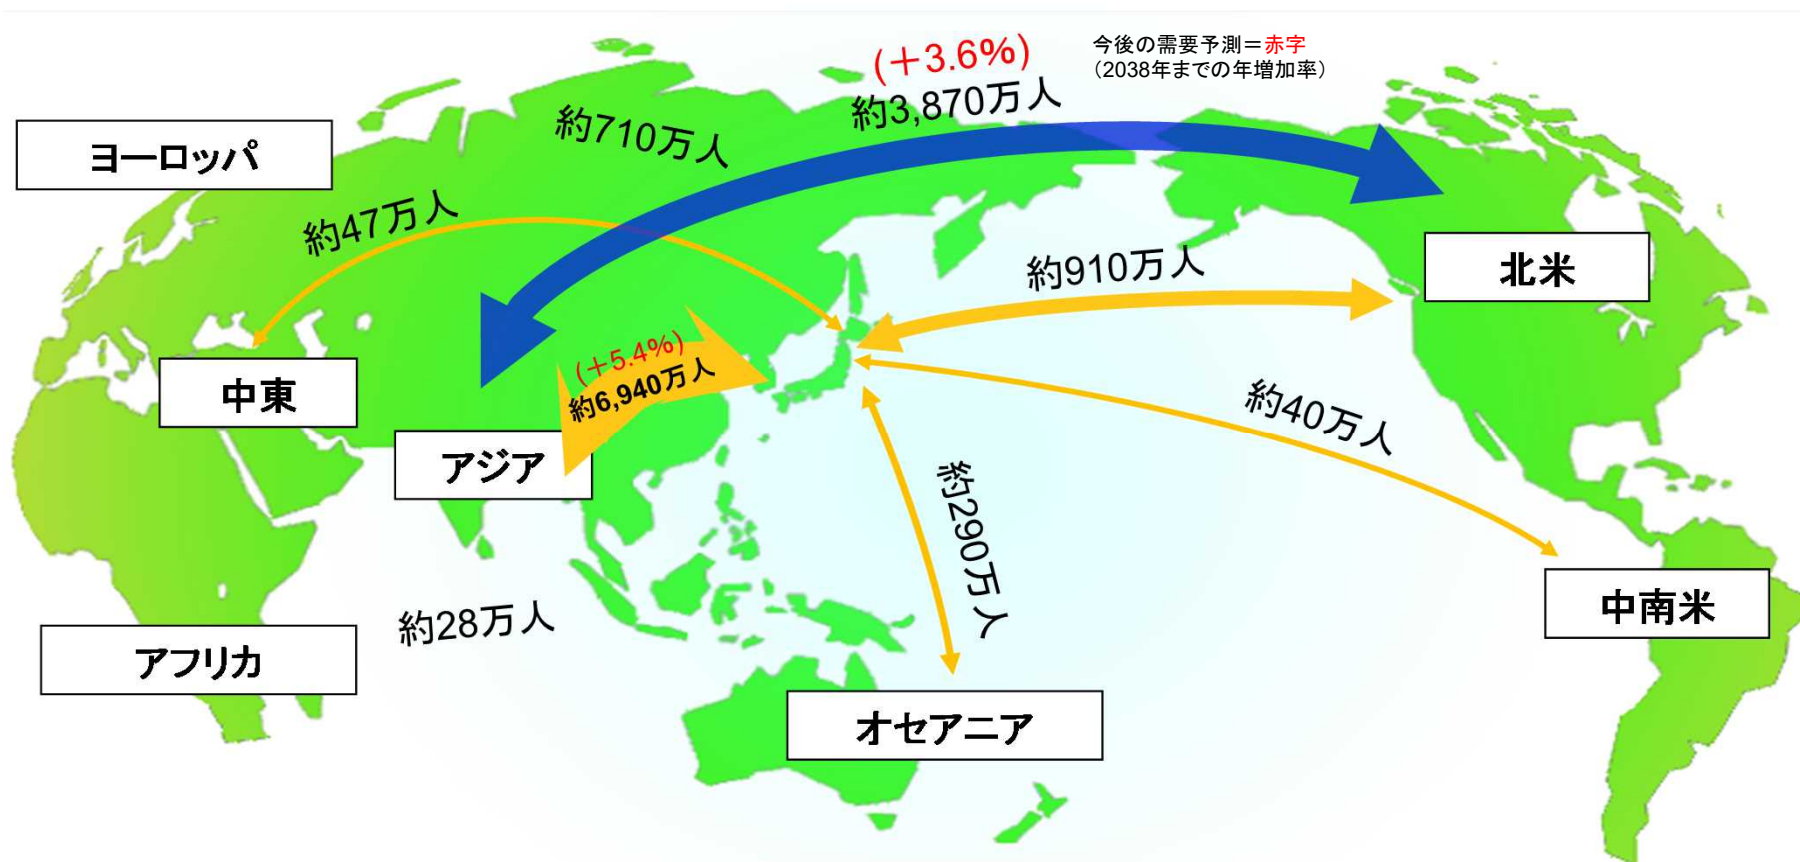 (＋3.6%)
約3,870万人
今後の需要予測＝赤字
（2038年までの年増加率）
約710万人
ヨーロッパ
約47万人
約910万人
北米
(＋5.4%)
約6,940万人
中東
約40万人
アジア
約290万人
約28万人
中南米
アフリカ
オセアニア